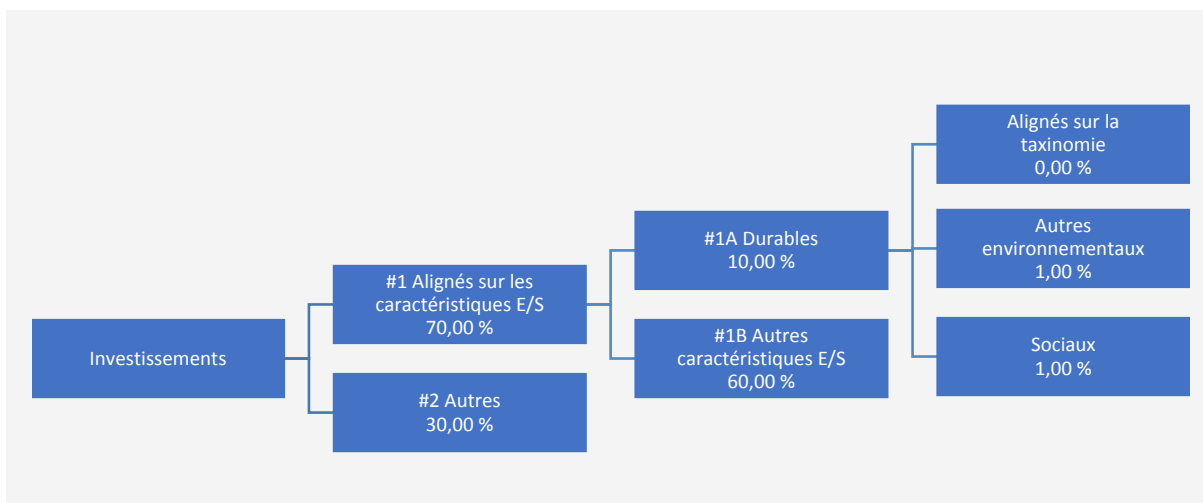 Investissements
#1 Alignés sur les
caractéristiques E/S
70,00 %
#2 Autres
30,00 %
#1A Durables
10,00 %
#1B Autres
caractéristiques E/S
60,00 %
Alignés sur la
taxinomie
0,00 %
Autres
environnementaux
1,00 %
Sociaux
1,00 %